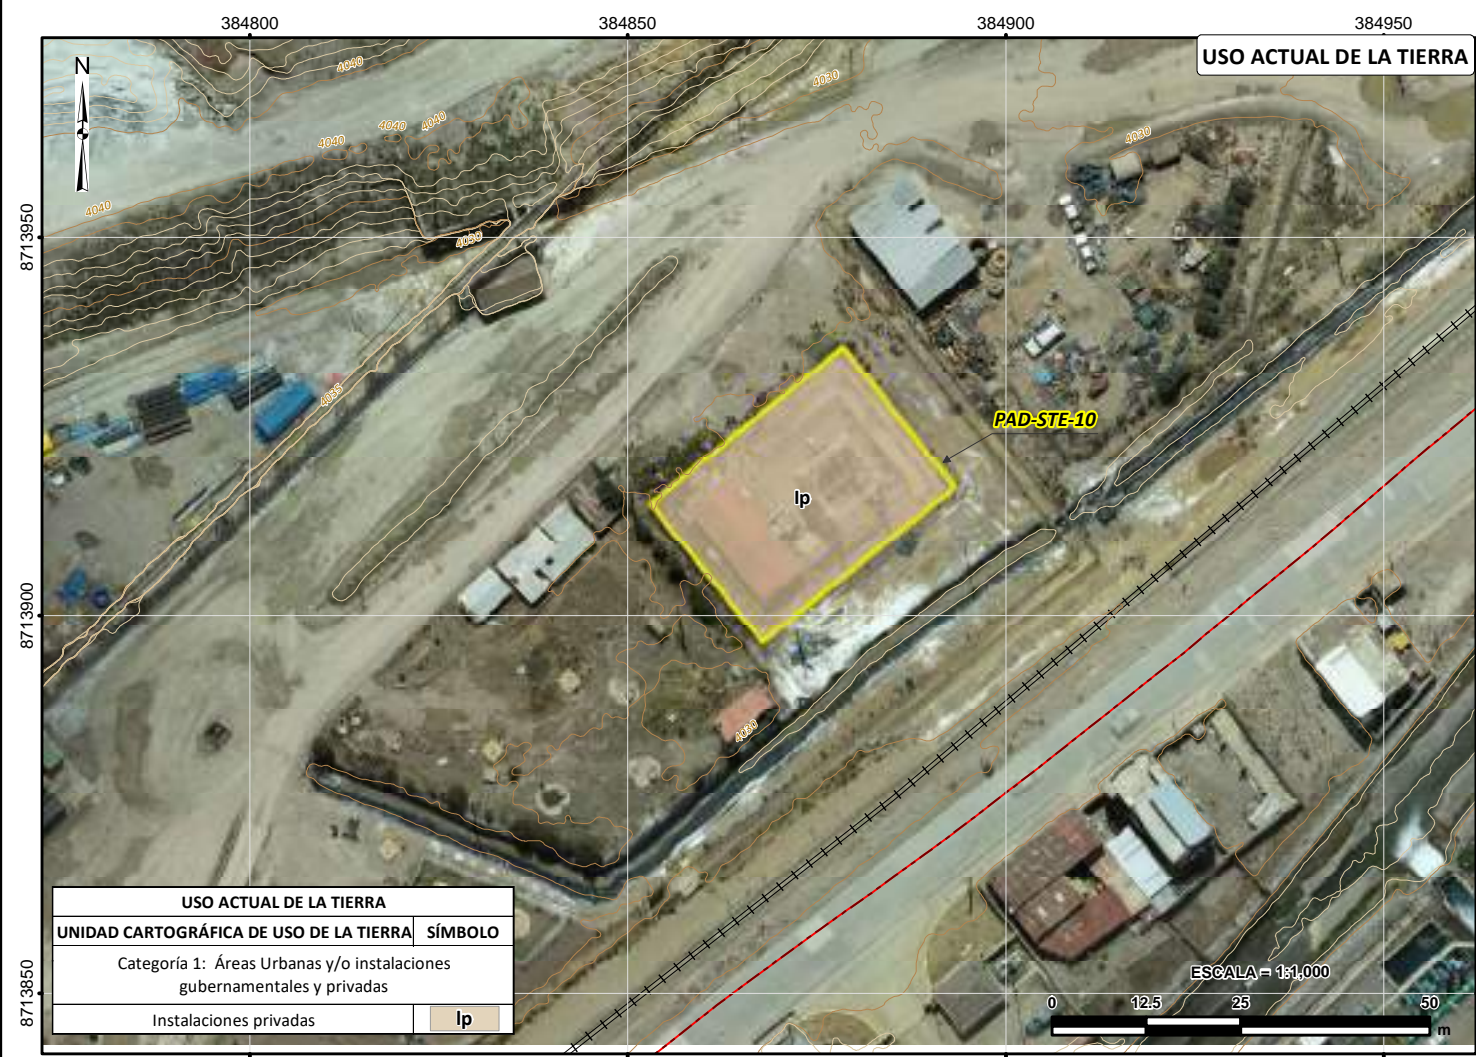 384800
384850
384900
384950
USO ACTUAL DE LA TIERRA
N
4040
4030
4040
4040
4040
4040
4030
4040
8713950
4030
4035
PAD-STE-10
Ip
8713900
4030
USO ACTUAL DE LA TIERRA
UNIDAD CARTOGRÁFICA DE USO DE LA TIERRA SÍMBOLO
Categoría 1: Áreas Urbanas y/o instalaciones
gubernamentales y privadas
Instalaciones privadas Ip
8713850
ESCALA = 1:1,000
0 12.5 25 50
m